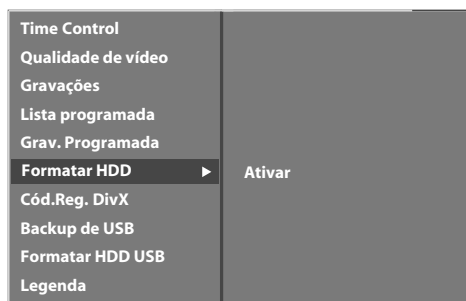 Time Control
Qualidade de vídeo
Gravações
Lista programada
Grav. Programada
Formatar HDD ▶ Ativar
Cód.Reg. DivX
Backup de USB
Formatar HDD USB
Legenda